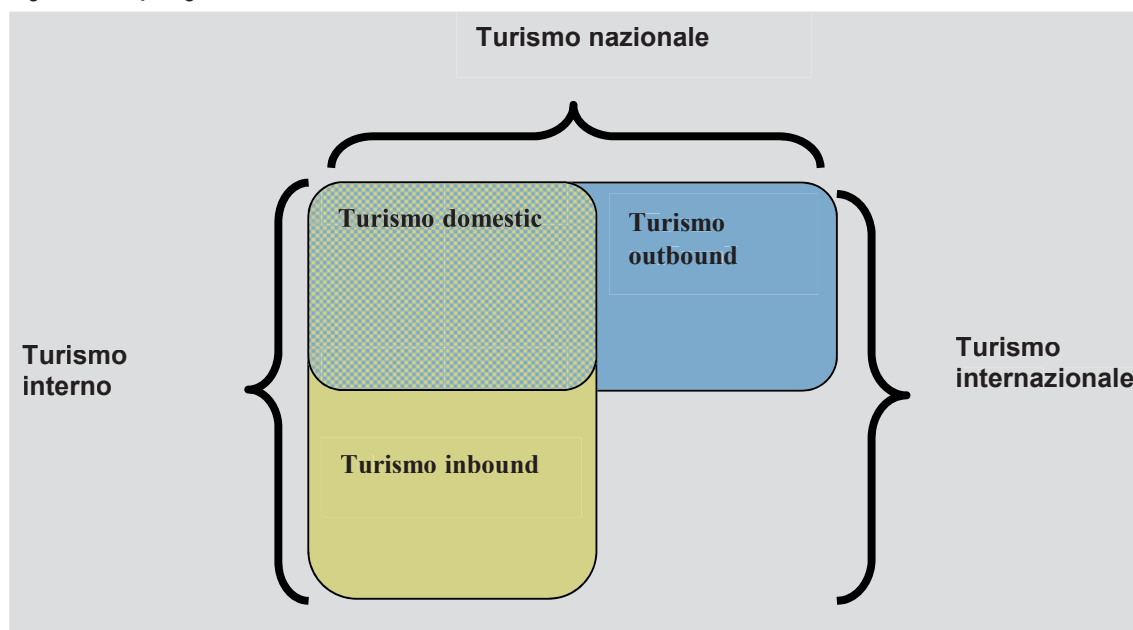 Turismo nazionale
Turismo domestic
Turismo
outbound
Turismo
interno
Turismo
internazionale
Turismo inbound